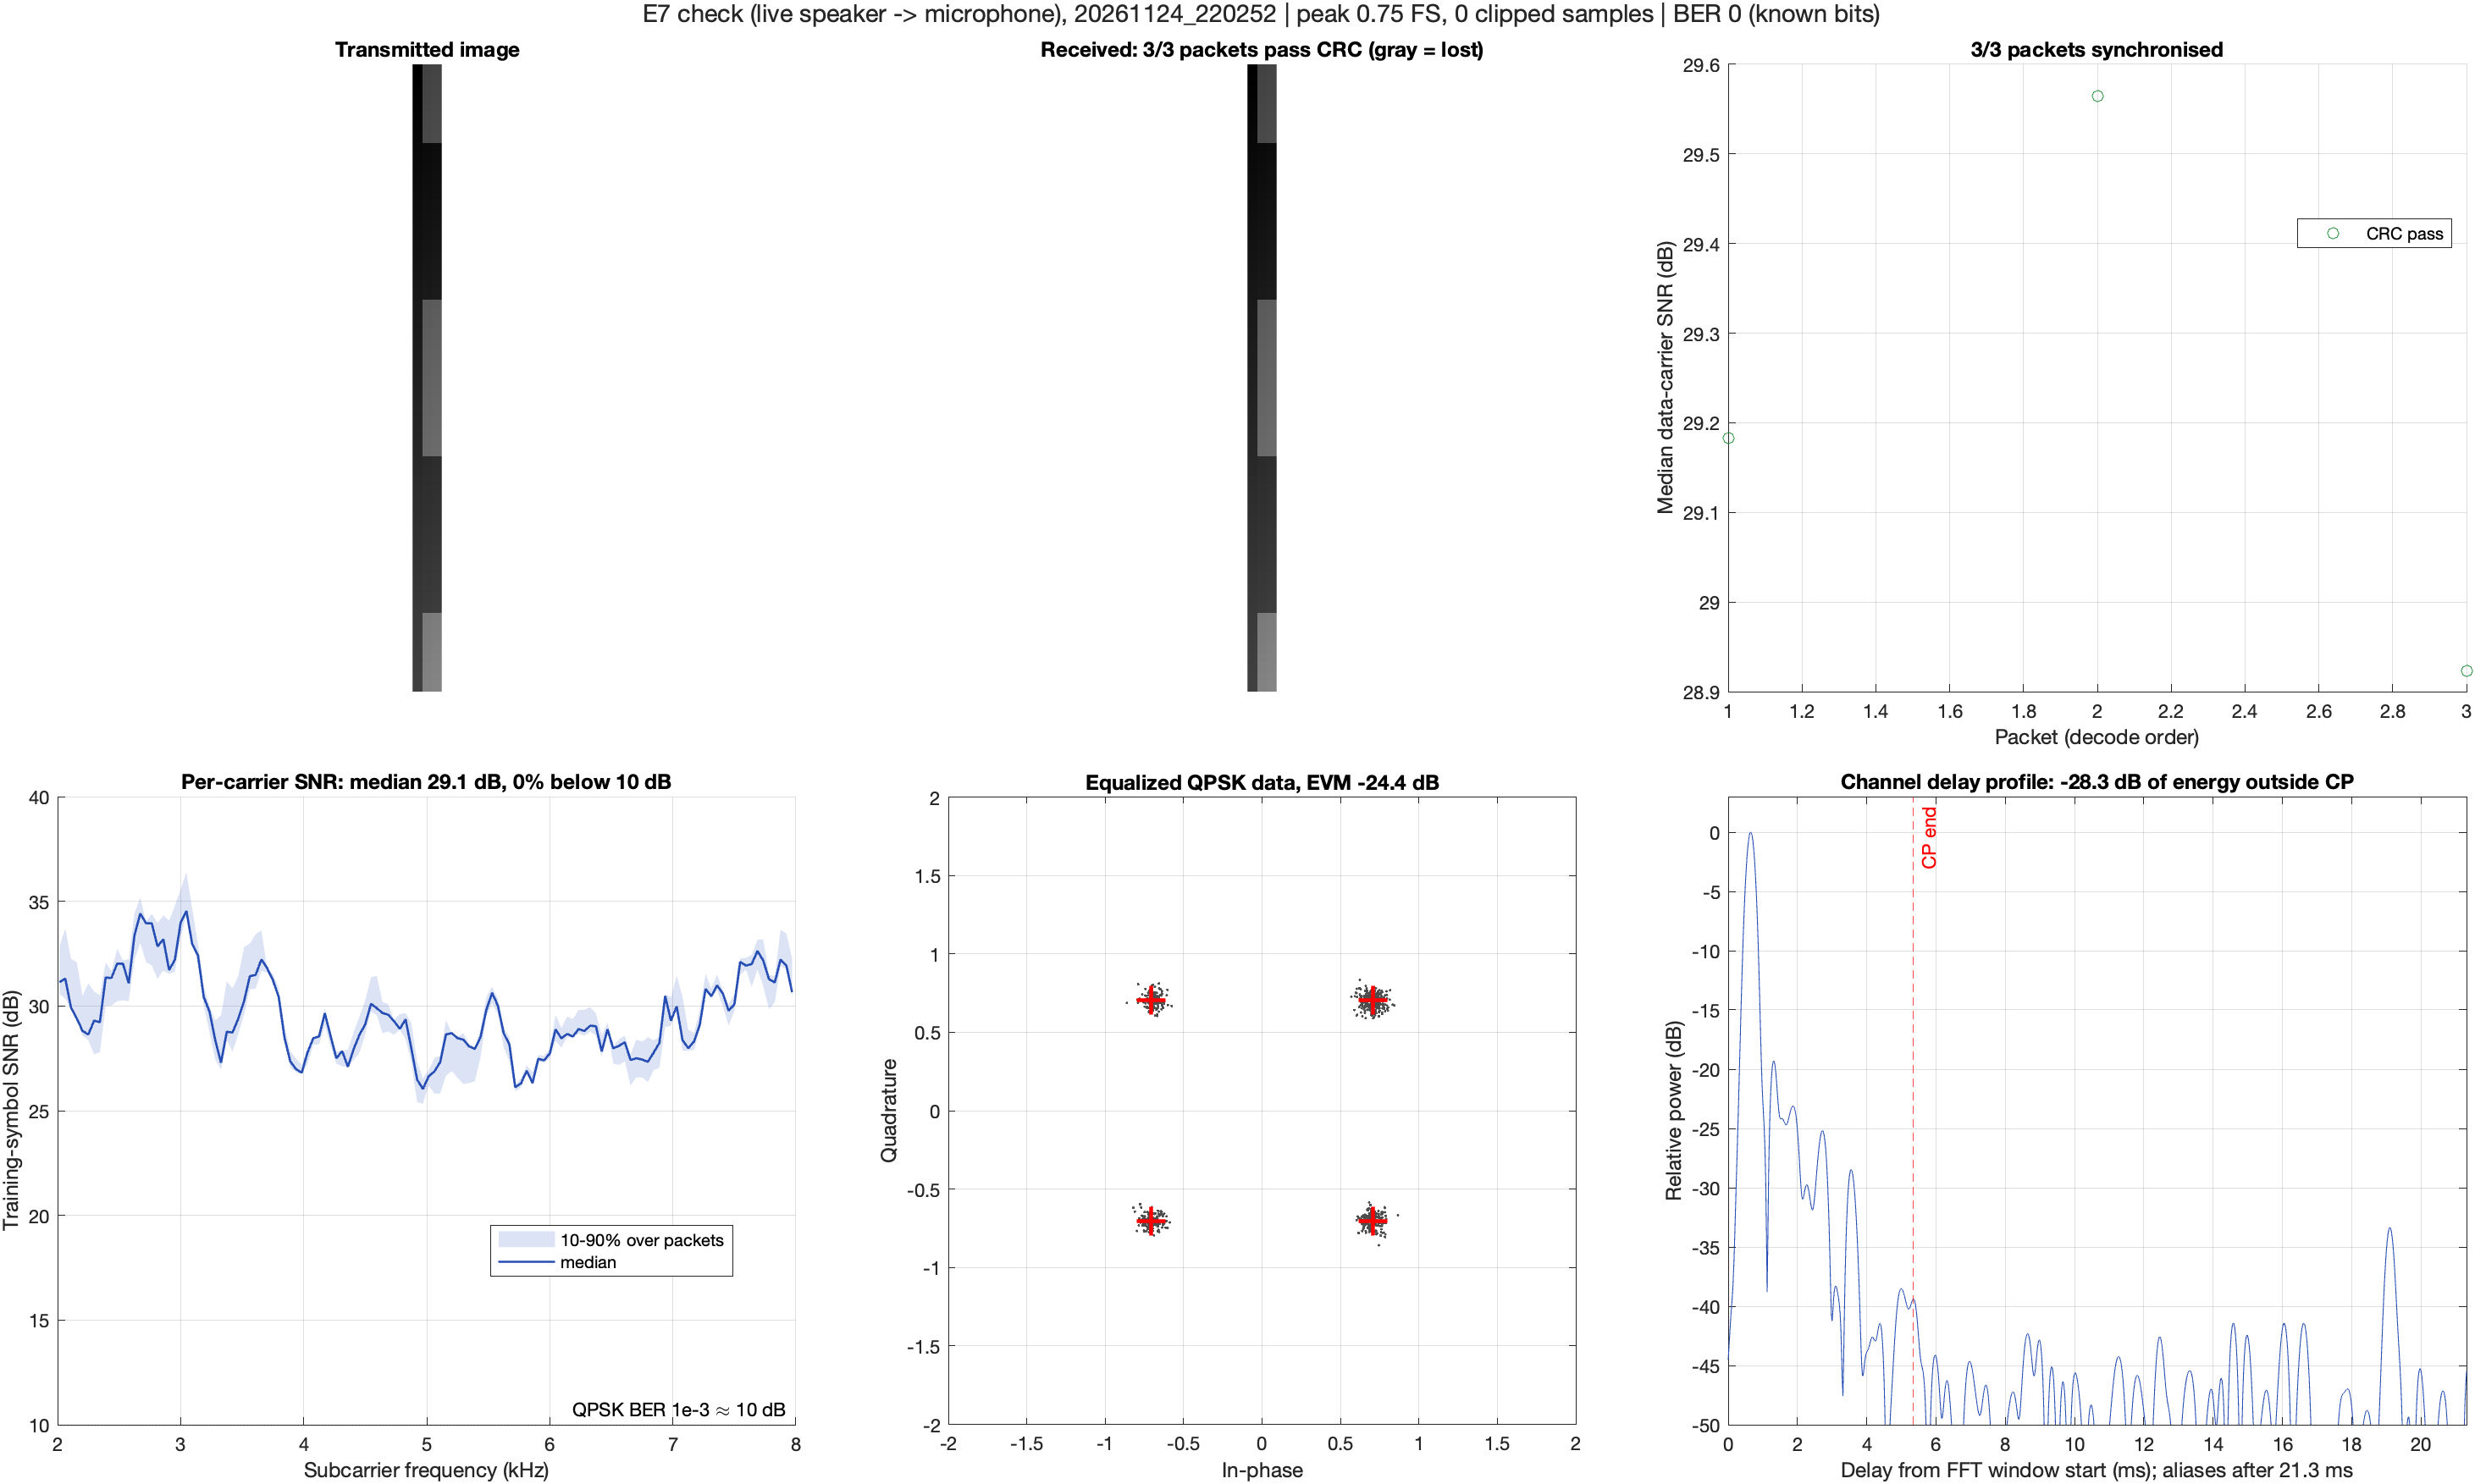 E7 check (live speaker -> microphone), 20261124_220252 | peak 0.75 FS, 0 clipped samples | BER 0 (known bits)
Transmitted image
Received: 3/3 packets pass CRC (gray = lost)
3/3 packets synchronised
Median data-carrier SNR (dB)
29.6
29.5
29.4
29.3
29.2
29.1
29
28.9
CRC pass
1 1.2 1.4 1.6 1.8 2 2.2 2.4 2.6 2.8 3
Packet (decode order)
Per-carrier SNR: median 29.1 dB, 0% below 10 dB
Training-symbol SNR (dB)
40
35
30
25
20
15
10
10-90% over packets
median
QPSK BER 1e-3 ≈ 10 dB
2 3 4 5 6 7 8
Subcarrier frequency (kHz)
Equalized QPSK data, EVM -24.4 dB
Quadrature
2
1.5
1
0.5
0
-0.5
-1
-1.5
-2
-2 -1.5 -1 -0.5 0 0.5 1 1.5 2
In-phase
Channel delay profile: -28.3 dB of energy outside CP
Relative power (dB)
0
-5
-10
-15
-20
-25
-30
-35
-40
-45
-50
CP end
0 2 4 6 8 10 12 14 16 18 20
Delay from FFT window start (ms); aliases after 21.3 ms